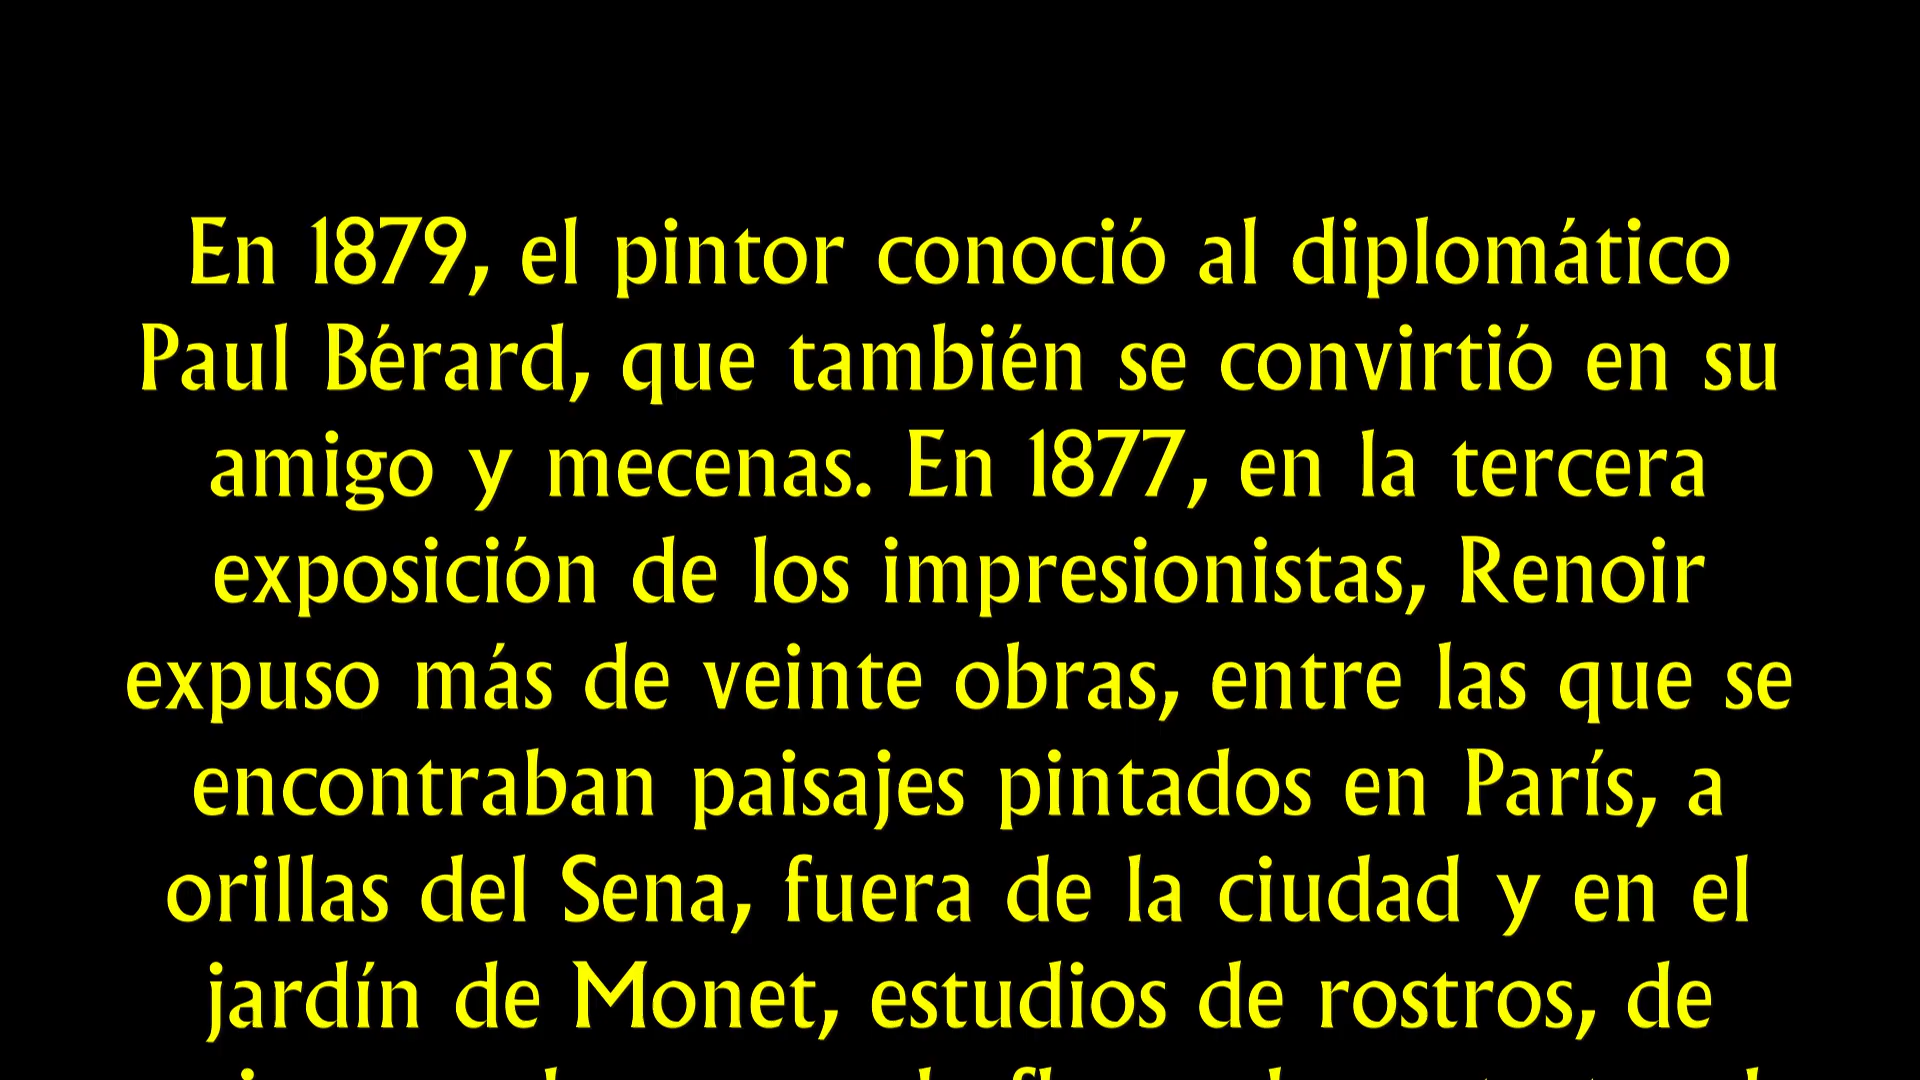 En 1879, el pintor conoció al diplomático
Paul Bérard, que también se convirtió en su
amigo y mecenas. En 1877, en la tercera
exposición de los impresionistas, Renoir
expuso más de veinte obras, entre las que se
encontraban paisajes pintados en París, a
orillas del Sena, fuera de la ciudad y en el
jardín de Monet, estudios de rostros, de